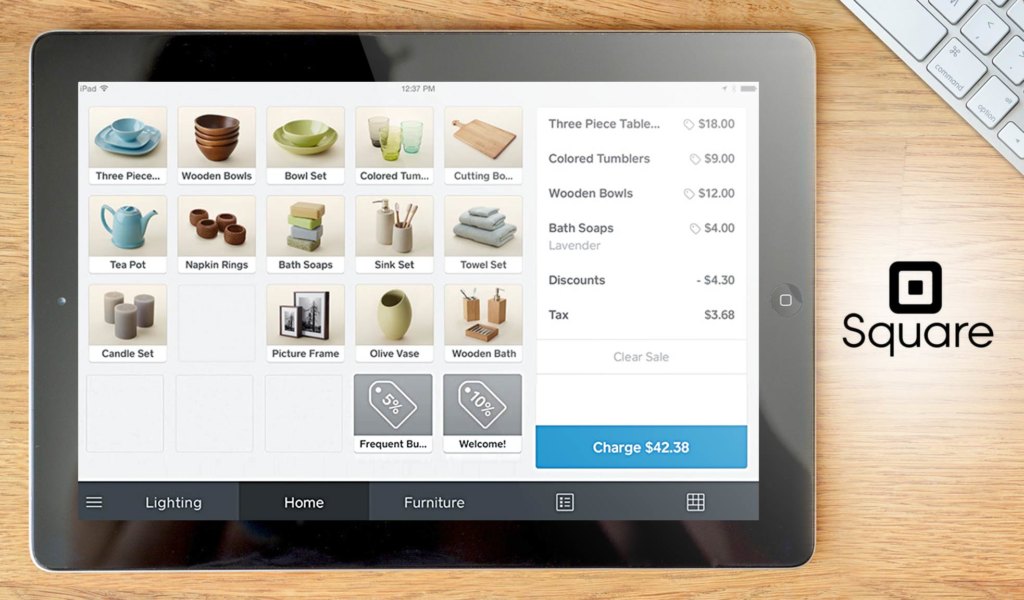 iPad
12:37 PM
Three Piece...
Wooden Bowls
Bowl Set
Colored Tum...
Cutting Bo...
Tea Pot
Napkin Rings
Bath Soaps
Sink Set
Towel Set
Candle Set
Picture Frame
Olive Vase
Wooden Bath
5%
Frequent Bu...
10%
Welcome!
Three Piece Table... $18.00
Colored Tumblers $9.00
Wooden Bowls $12.00
Bath Soaps $4.00
Lavender
Discounts - $4.30
Tax $3.68
Clear Sale
Charge $42.38
Lighting
Home
Furniture
⌘
command
alt
option
Square